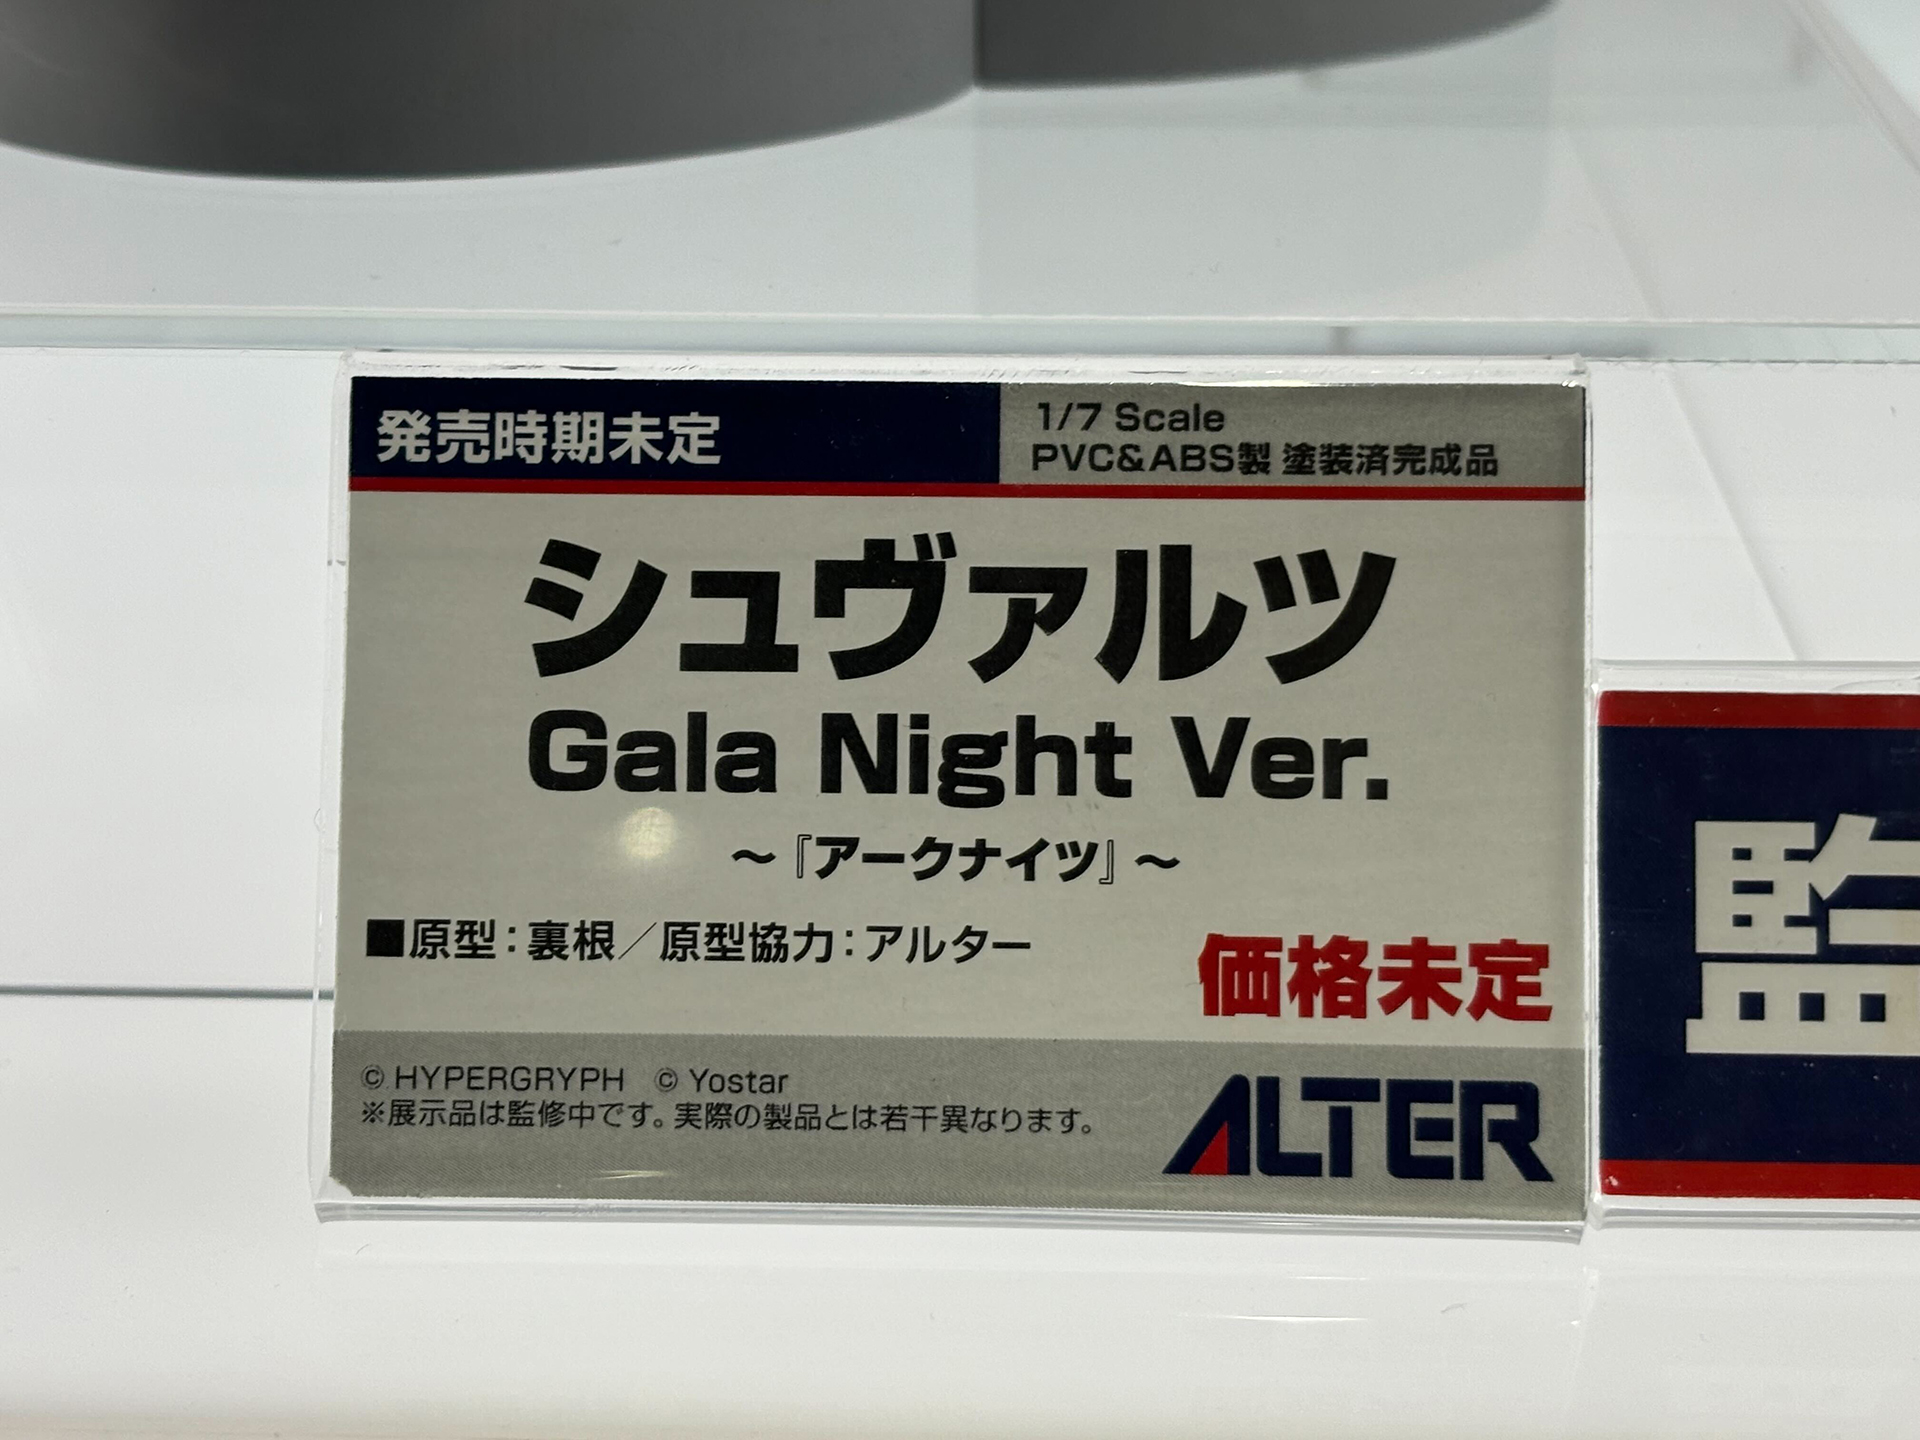 発売時期未定
1/7 Scale
PVC&ABS製 塗装済完成品
シュヴァルツ
Gala Night Ver.
～『アークナイツ』～
■原型：裏根／原型協力：アルター
価格未定
© HYPERGRYPH © Yostar
※展示品は監修中です。実際の製品とは若干異なります。
ALTER
監